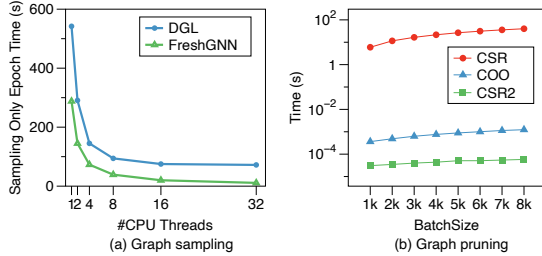 Sampling Only Epoch Time (s)
600
400
200
0
DGL
FreshGNN
1 2 4 8 16 32
#CPU Threads
(a) Graph sampling
Time (s)
10²
1
10⁻²
10⁻⁴
CSR
COO
CSR2
1k 2k 3k 4k 5k 6k 7k 8k
BatchSize
(b) Graph pruning